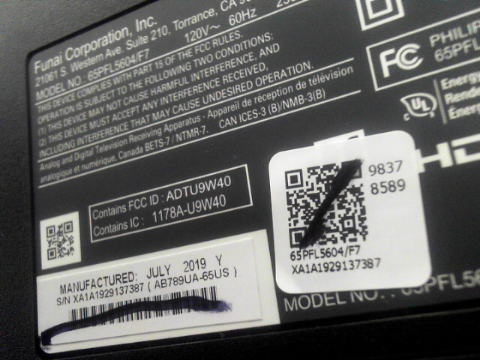 Funai Corporation, Inc.
21061 S. Western Ave. Suite 210, Torrance, CA
MODEL NO. 65PFL5604/F7 120V~ 60Hz
THIS DEVICE COMPLIES WITH PART 15 OF THE FCC RULES.
OPERATION IS SUBJECT TO THE FOLLOWING TWO CONDITIONS:
(1) THIS DEVICE MAY NOT CAUSE HARMFUL INTERFERENCE, AND
(2) THIS DEVICE MUST ACCEPT ANY INTERFERENCE RECEIVED,
INCLUDING INTERFERENCE THAT MAY CAUSE UNDESIRED OPERATION.
CAN ICES-3 (B)/NMB-3(B)
Analog and Digital Television Receiving Apparatus - Appareil de réception de télévision
analogique et numérique, Canada BETS-7 / NTMR-7.
Contains FCC ID : ADTU9W40
Contains IC : 1178A-U9W40
MANUFACTURED: JULY 2019 Y
S/N XA1A1929137387 ( AB789UA-65US )
FC
PHILIP
65PFL
UL
Energy
HD
9837
8589
65PFL5604/F7
XA1A1929137387
MODEL NO. : 65PFL56